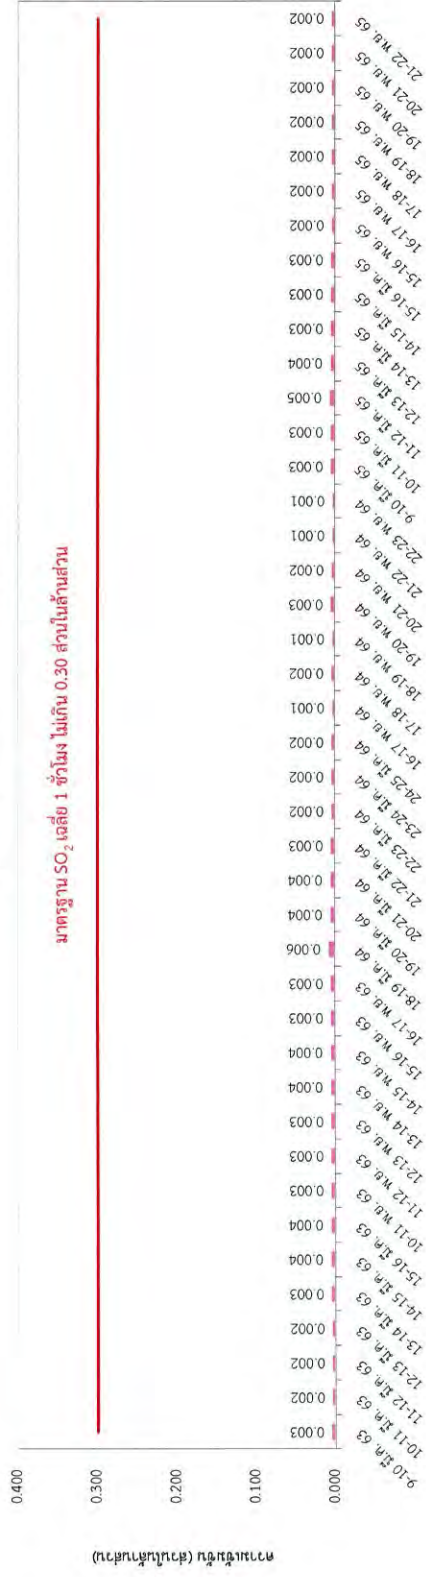 ความเข้มข้น (ส่วนในล้านส่วน)
0.400
0.300
0.200
0.100
0.000
มาตรฐาน SO₂ เฉลี่ย 1 ชั่วโมง ไม่เกิน 0.30 ส่วนในล้านส่วน
0.003
0.002
0.002
0.002
0.003
0.004
0.004
0.003
0.003
0.003
0.004
0.004
0.003
0.003
0.006
0.004
0.004
0.003
0.002
0.002
0.002
0.001
0.002
0.001
0.003
0.002
0.001
0.001
0.003
0.003
0.005
0.004
0.003
0.003
0.003
0.002
0.002
0.002
0.002
0.002
0.002
0.002
9-10 มี.ค. 63
10-11 มี.ค. 63
11-12 มี.ค. 63
12-13 มี.ค. 63
13-14 มี.ค. 63
14-15 มี.ค. 63
15-16 มี.ค. 63
10-11 พ.ย. 63
11-12 พ.ย. 63
12-13 พ.ย. 63
13-14 พ.ย. 63
14-15 พ.ย. 63
15-16 พ.ย. 63
16-17 พ.ย. 63
18-19 มี.ค. 64
19-20 มี.ค. 64
20-21 มี.ค. 64
21-22 มี.ค. 64
22-23 มี.ค. 64
23-24 มี.ค. 64
24-25 มี.ค. 64
16-17 พ.ย. 64
17-18 พ.ย. 64
18-19 พ.ย. 64
19-20 พ.ย. 64
20-21 พ.ย. 64
21-22 พ.ย. 64
22-23 พ.ย. 64
9-10 มี.ค. 65
10-11 มี.ค. 65
11-12 มี.ค. 65
12-13 มี.ค. 65
13-14 มี.ค. 65
14-15 มี.ค. 65
15-16 มี.ค. 65
15-16 พ.ย. 65
16-17 พ.ย. 65
17-18 พ.ย. 65
18-19 พ.ย. 65
19-20 พ.ย. 65
20-21 พ.ย. 65
21-22 พ.ย. 65